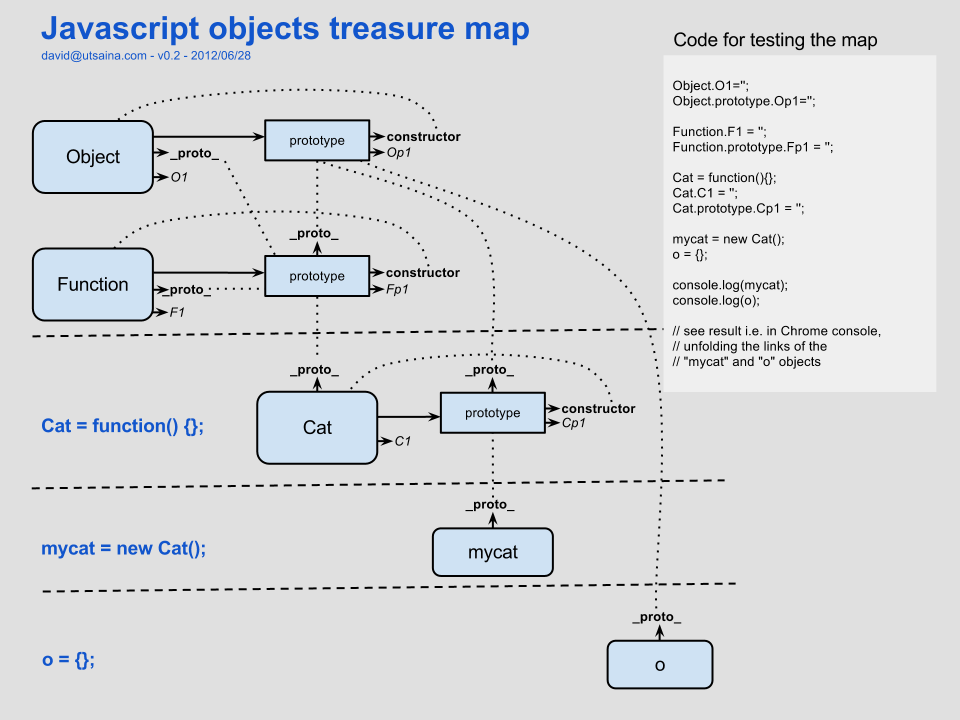 Javascript objects treasure map
david@utsaina.com - v0.2 - 2012/06/28
Code for testing the map
Object.O1='';
Object.prototype.Op1='';
Function.F1 = '';
Function.prototype.Fp1 = '';
Cat = function(){};
Cat.C1 = '';
Cat.prototype.Cp1 = '';
mycat = new Cat();
o = {};
console.log(mycat);
console.log(o);
// see result i.e. in Chrome console,
// unfolding the links of the
// "mycat" and "o" objects
Object
_proto_
O1
prototype
constructor
Op1
_proto_
Function
_proto_
F1
prototype
constructor
Fp1
_proto_
_proto_
Cat = function() {};
Cat
C1
prototype
constructor
Cp1
_proto_
mycat = new Cat();
mycat
_proto_
o = {};
o